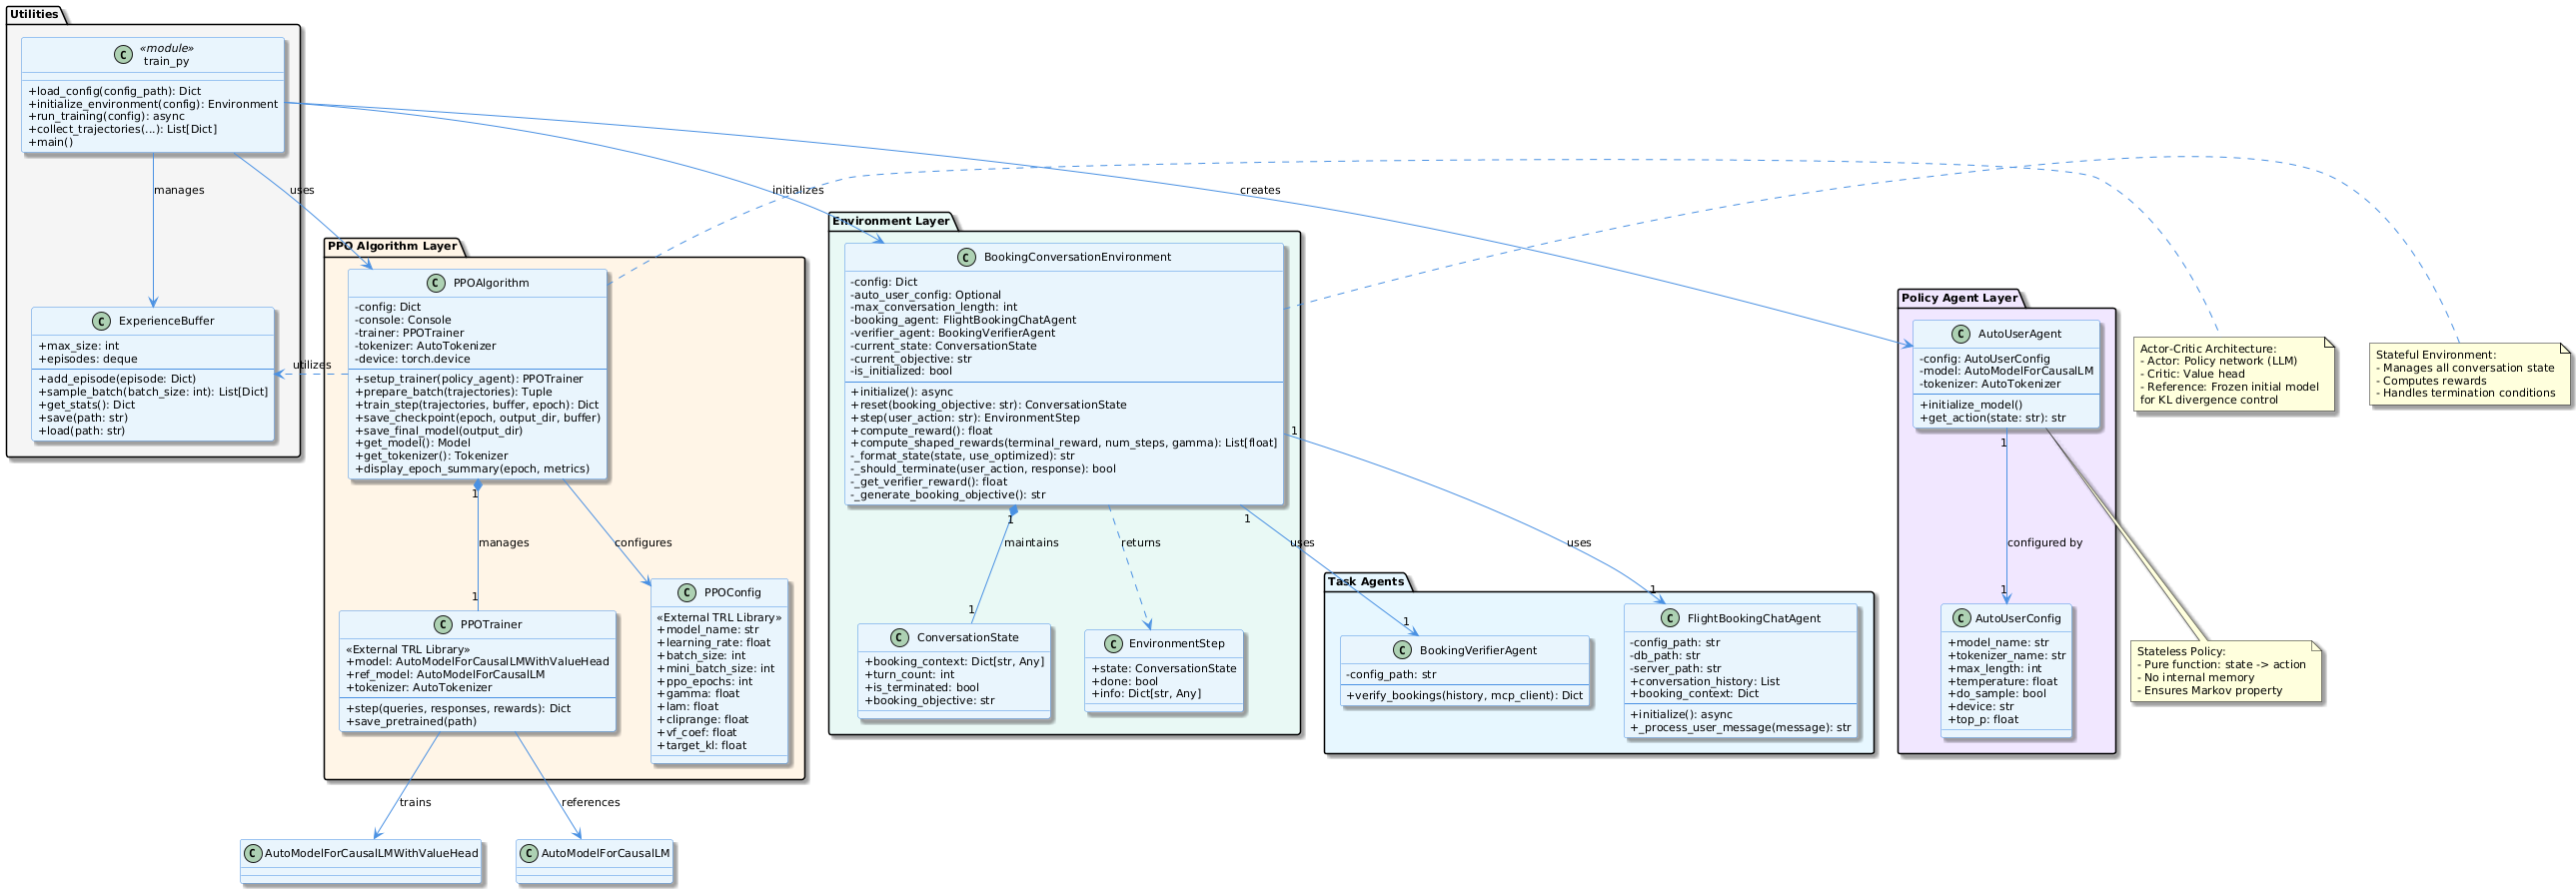 Utilities
C
«module»
train_py
+load_config(config_path): Dict
+initialize_environment(config): Environment
+run_training(config): async
+collect_trajectories(...): List[Dict]
+main()
manages
uses
initializes
creates
C ExperienceBuffer
+max_size: int
+episodes: deque
+add_episode(episode: Dict)
+sample_batch(batch_size: int): List[Dict]
+get_stats(): Dict
+save(path: str)
+load(path: str)
utilizes
PPO Algorithm Layer
C PPOAlgorithm
-config: Dict
-console: Console
-trainer: PPOTrainer
-tokenizer: AutoTokenizer
-device: torch.device
+setup_trainer(policy_agent): PPOTrainer
+prepare_batch(trajectories): Tuple
+train_step(trajectories, buffer, epoch): Dict
+save_checkpoint(epoch, output_dir, buffer)
+save_final_model(output_dir)
+get_model(): Model
+get_tokenizer(): Tokenizer
+display_epoch_summary(epoch, metrics)
1
manages
1
configures
C PPOTrainer
«External TRL Library»
+model: AutoModelForCausalLMWithValueHead
+ref_model: AutoModelForCausalLM
+tokenizer: AutoTokenizer
+step(queries, responses, rewards): Dict
+save_pretrained(path)
C PPOConfig
«External TRL Library»
+model_name: str
+learning_rate: float
+batch_size: int
+mini_batch_size: int
+ppo_epochs: int
+gamma: float
+lam: float
+cliprange: float
+vf_coef: float
+target_kl: float
trains
references
C AutoModelForCausalLMWithValueHead
C AutoModelForCausalLM
Environment Layer
C BookingConversationEnvironment
-config: Dict
-auto_user_config: Optional
-max_conversation_length: int
-booking_agent: FlightBookingChatAgent
-verifier_agent: BookingVerifierAgent
-current_state: ConversationState
-current_objective: str
-is_initialized: bool
+initialize(): async
+reset(booking_objective: str): ConversationState
+step(user_action: str): EnvironmentStep
+compute_reward(): float
+compute_shaped_rewards(terminal_reward, num_steps, gamma): List[float]
-_format_state(state, use_optimized): str
-_should_terminate(user_action, response): bool
-_get_verifier_reward(): float
-_generate_booking_objective(): str
1
maintains
1
returns
1
uses
1
1
uses
1
C ConversationState
+booking_context: Dict[str, Any]
+turn_count: int
+is_terminated: bool
+booking_objective: str
C EnvironmentStep
+state: ConversationState
+done: bool
+info: Dict[str, Any]
Task Agents
C BookingVerifierAgent
-config_path: str
+verify_bookings(history, mcp_client): Dict
C FlightBookingChatAgent
-config_path: str
-db_path: str
-server_path: str
+conversation_history: List
+booking_context: Dict
+initialize(): async
+_process_user_message(message): str
Policy Agent Layer
C AutoUserAgent
-config: AutoUserConfig
-model: AutoModelForCausalLM
-tokenizer: AutoTokenizer
+initialize_model()
+get_action(state: str): str
1
configured by
1
C AutoUserConfig
+model_name: str
+tokenizer_name: str
+max_length: int
+temperature: float
+do_sample: bool
+device: str
+top_p: float
Actor-Critic Architecture:
- Actor: Policy network (LLM)
- Critic: Value head
- Reference: Frozen initial model
for KL divergence control
Stateful Environment:
- Manages all conversation state
- Computes rewards
- Handles termination conditions
Stateless Policy:
- Pure function: state -> action
- No internal memory
- Ensures Markov property